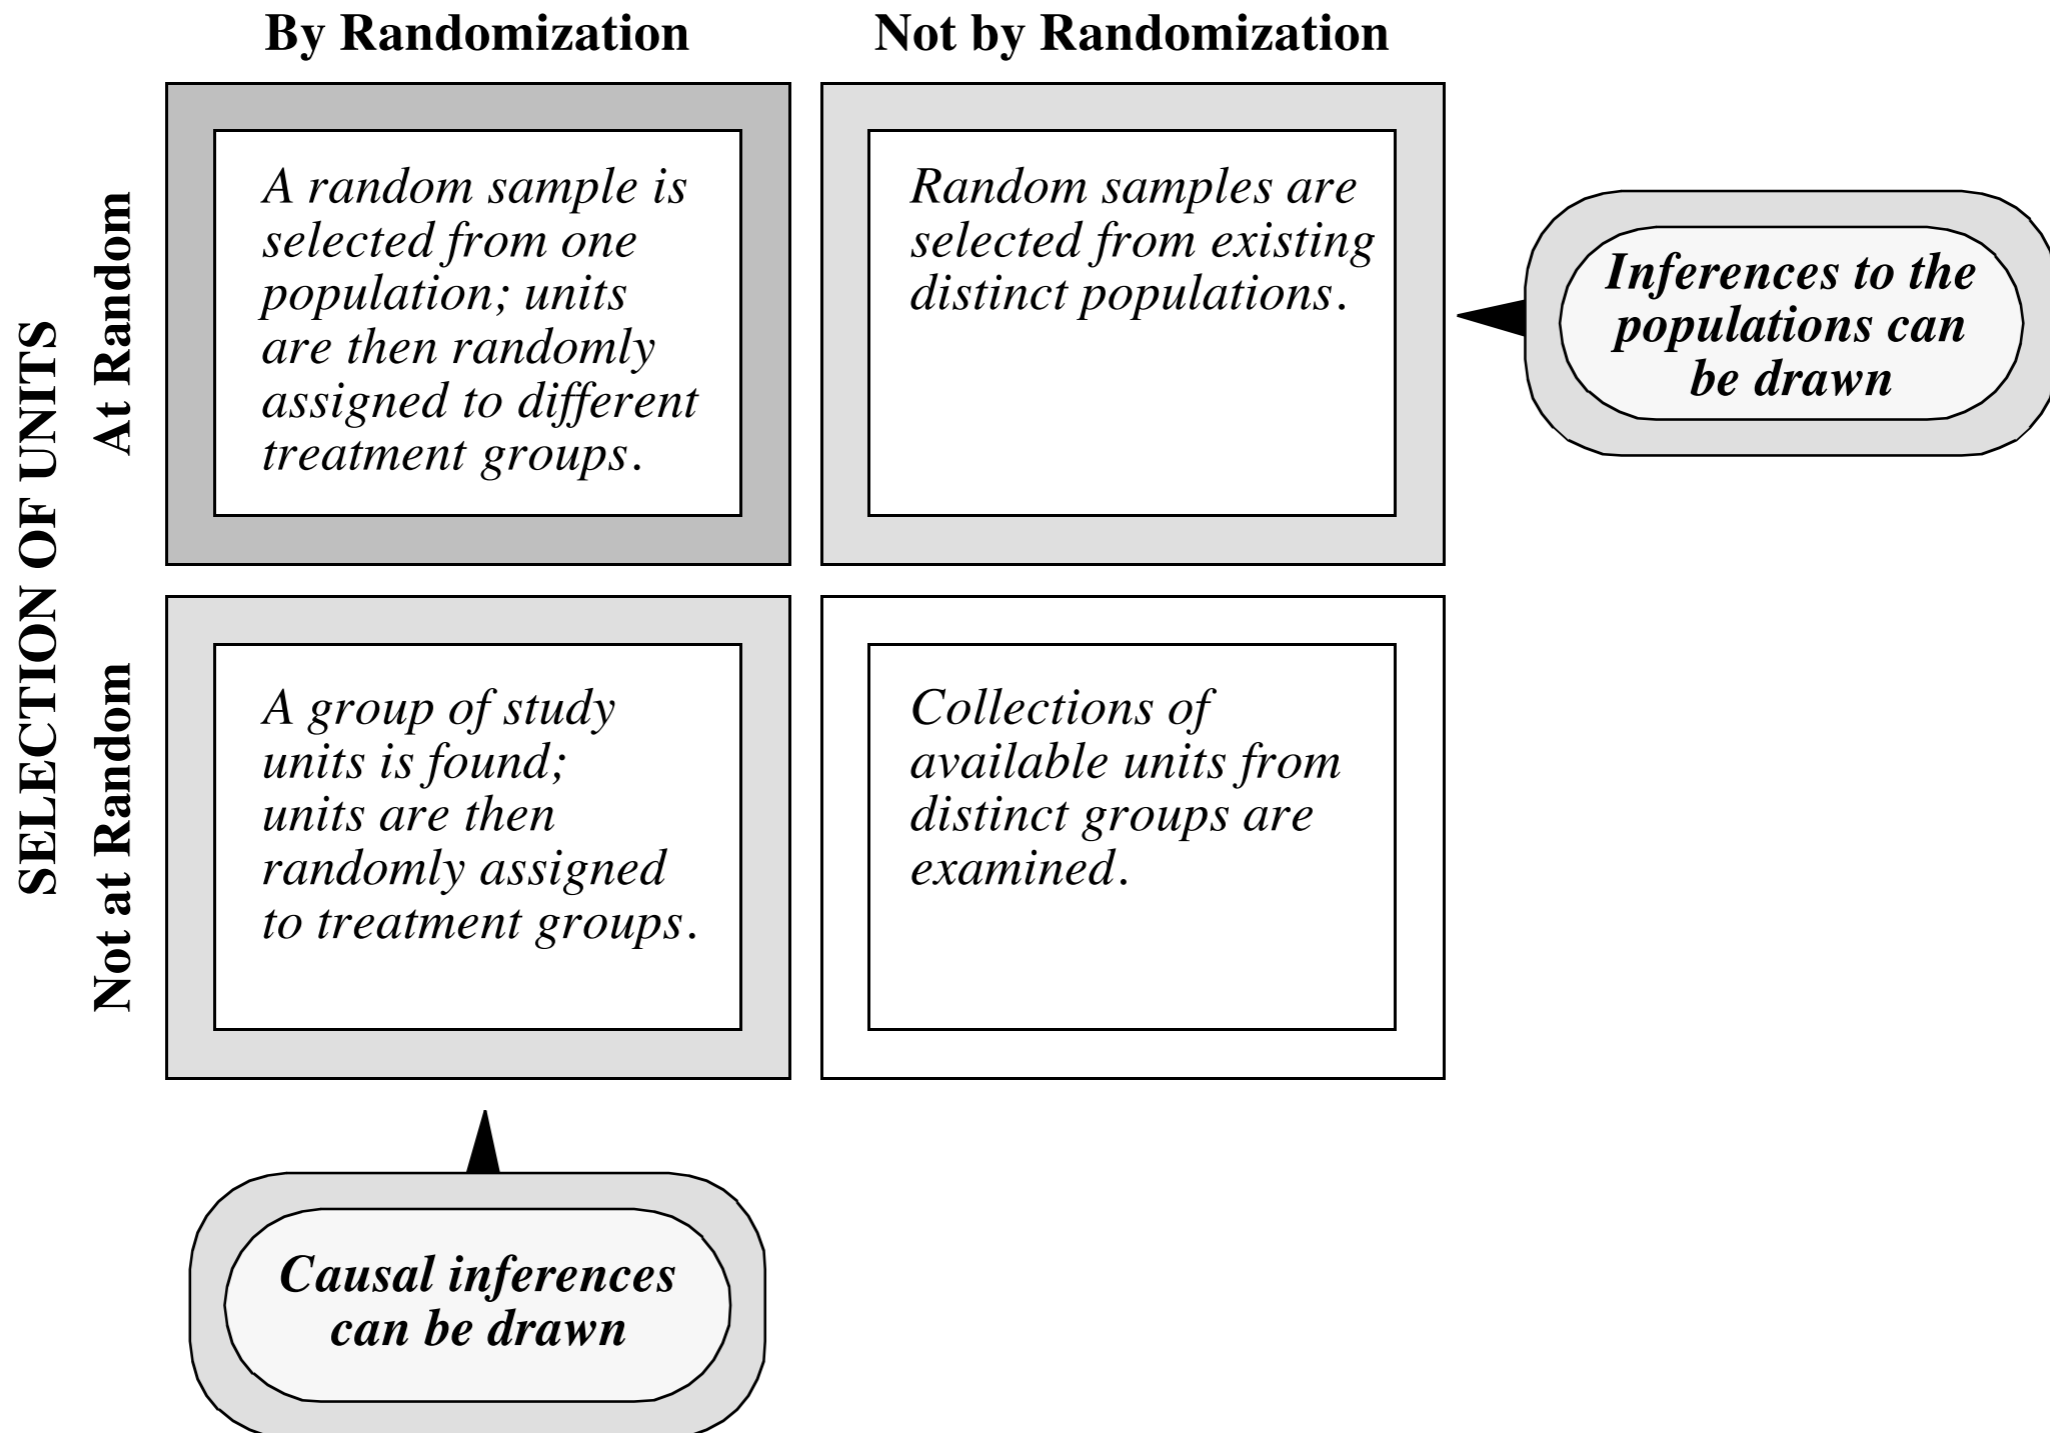 By Randomization
Not by Randomization
SELECTION OF UNITS
At Random
A random sample is
selected from one
population; units
are then randomly
assigned to different
treatment groups.
Random samples are
selected from existing
distinct populations.
Inferences to the
populations can
be drawn
Not at Random
A group of study
units is found;
units are then
randomly assigned
to treatment groups.
Collections of
available units from
distinct groups are
examined.
Causal inferences
can be drawn